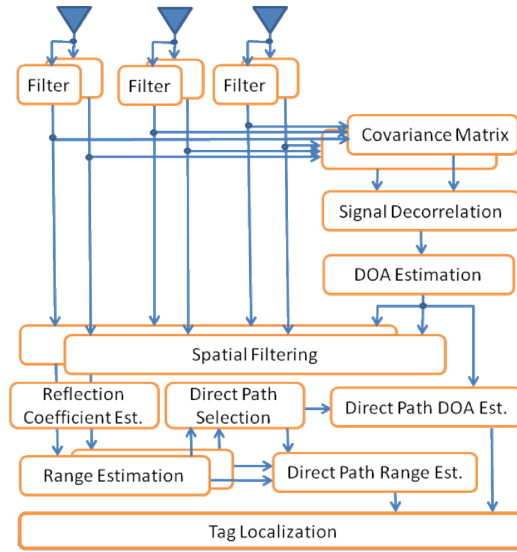 Filter
Filter
Filter
Covariance Matrix
Signal Decorrelation
DOA Estimation
Spatial Filtering
Reflection
Coefficient Est.
Direct Path
Selection
Direct Path DOA Est.
Range Estimation
Direct Path Range Est.
Tag Localization